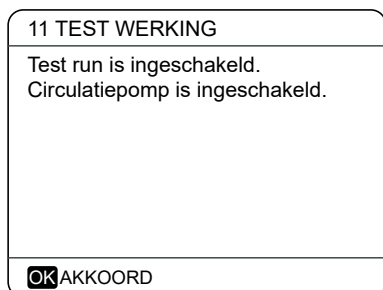 11 TEST WERKING
Test run is ingeschakeld.
Circulatiepomp is ingeschakeld.
OK AKKOORD